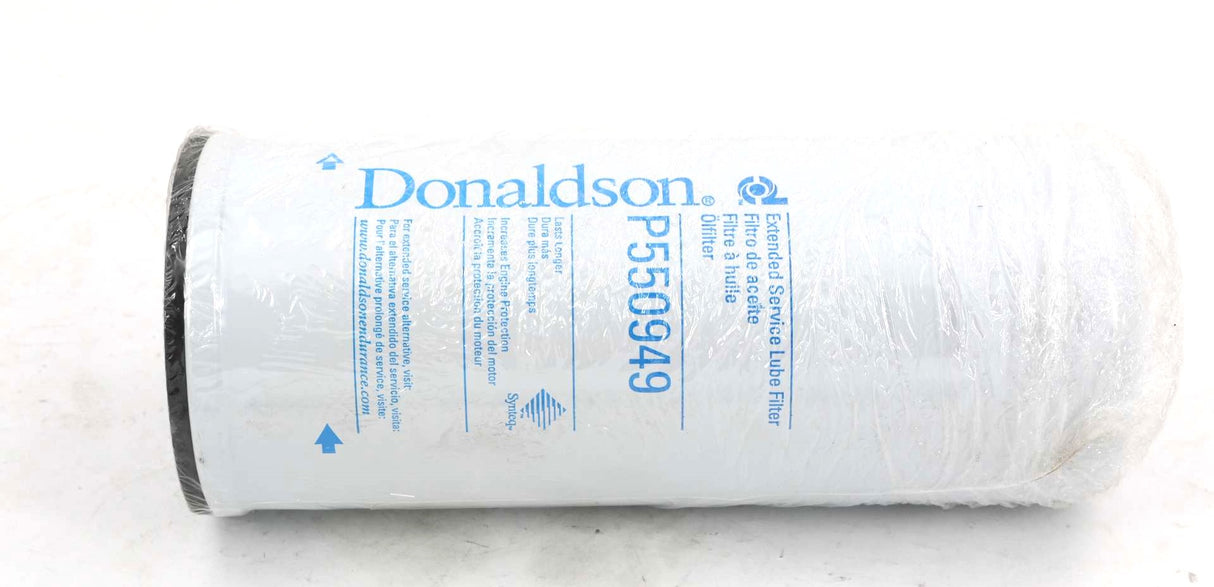 Donaldson®
Extended Service Lube Filter
Filtro de aceite
Filtre à huile
Ölfilter
P550949
Lasts Longer
Dura más
Dure plus longtemps
Increases Engine Protection
Incrementa la protección del motor
Accroît la protection du moteur
Synteq™
For extended service alternative, visit:
Para el alternativa extendido del servicio, visita:
Pour l'alternative prolongé de service, visite:
www.donaldsonendurance.com